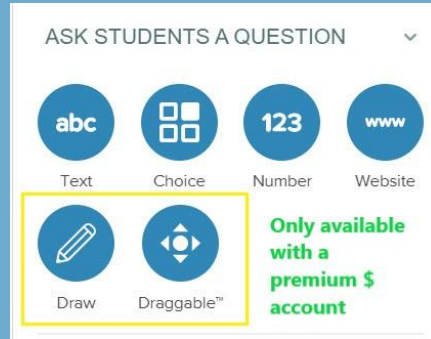 ASK STUDENTS A QUESTION
abc
123
www
Text
Choice
Number
Website
Draw
Draggable™
Only available
with a
premium $
account